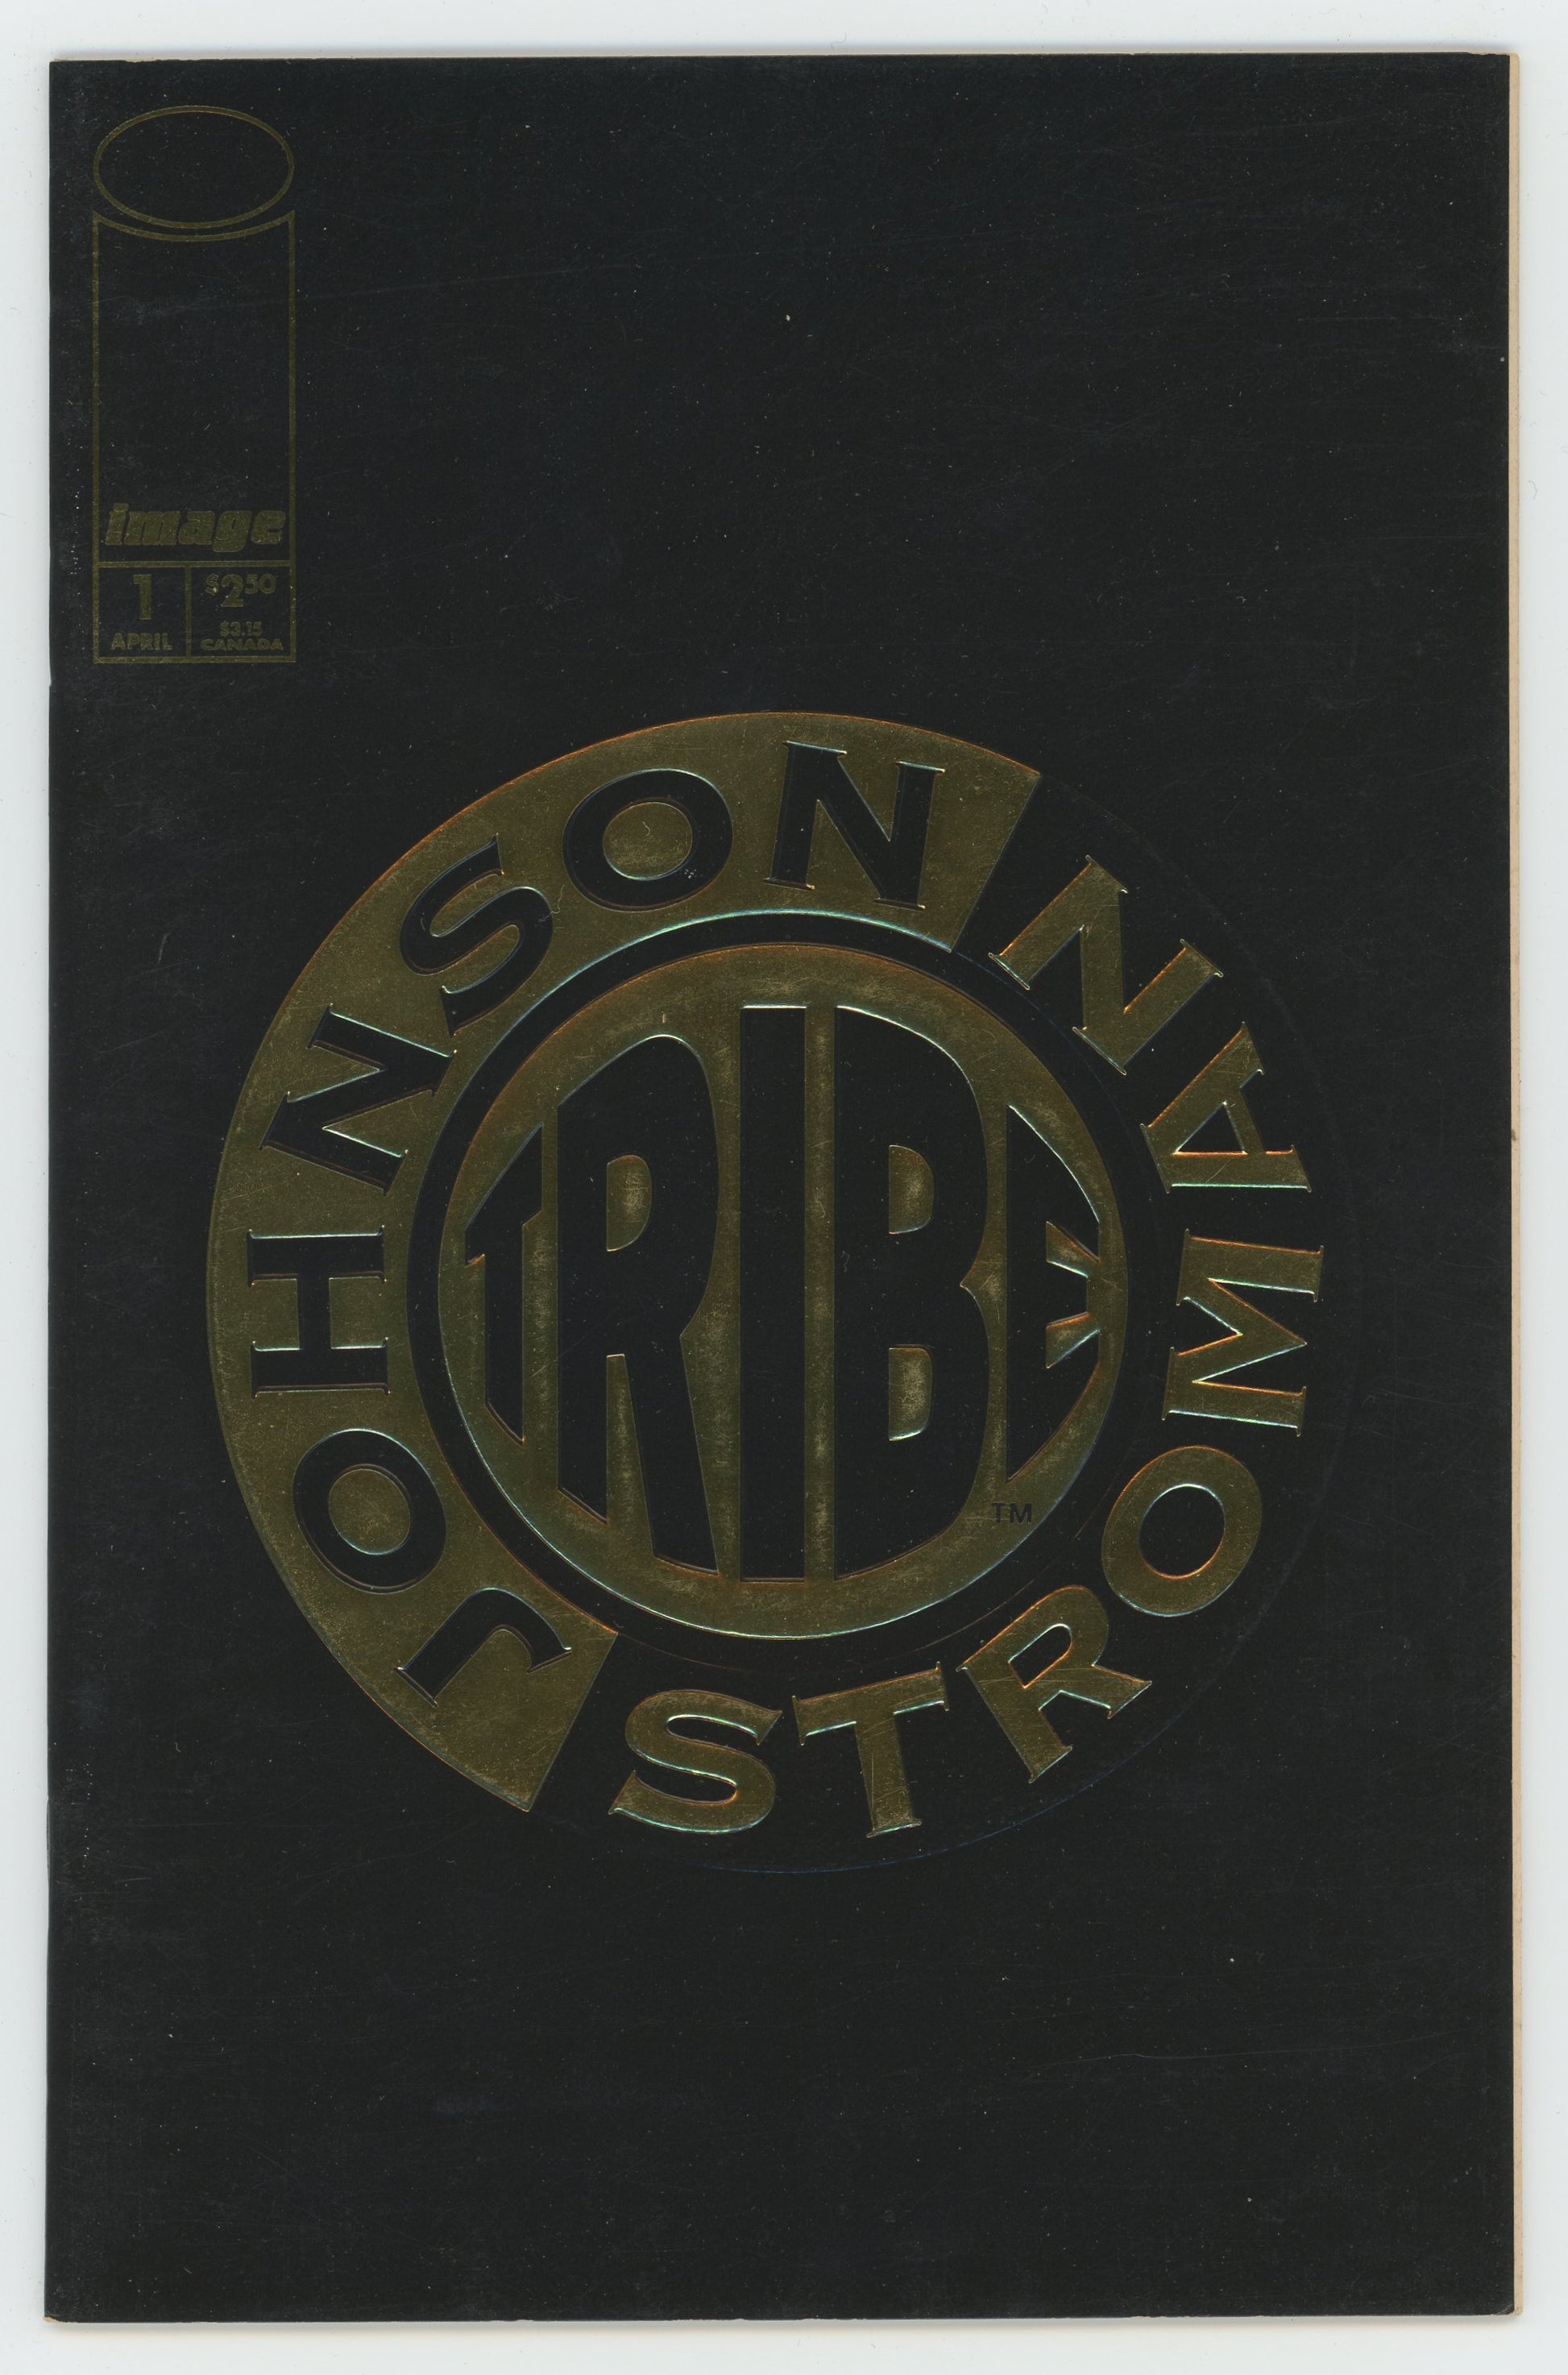 image
1
APRIL
$2.50
$3.15
CANADA
JOHNSON
STROMAN
TRIBE
TM